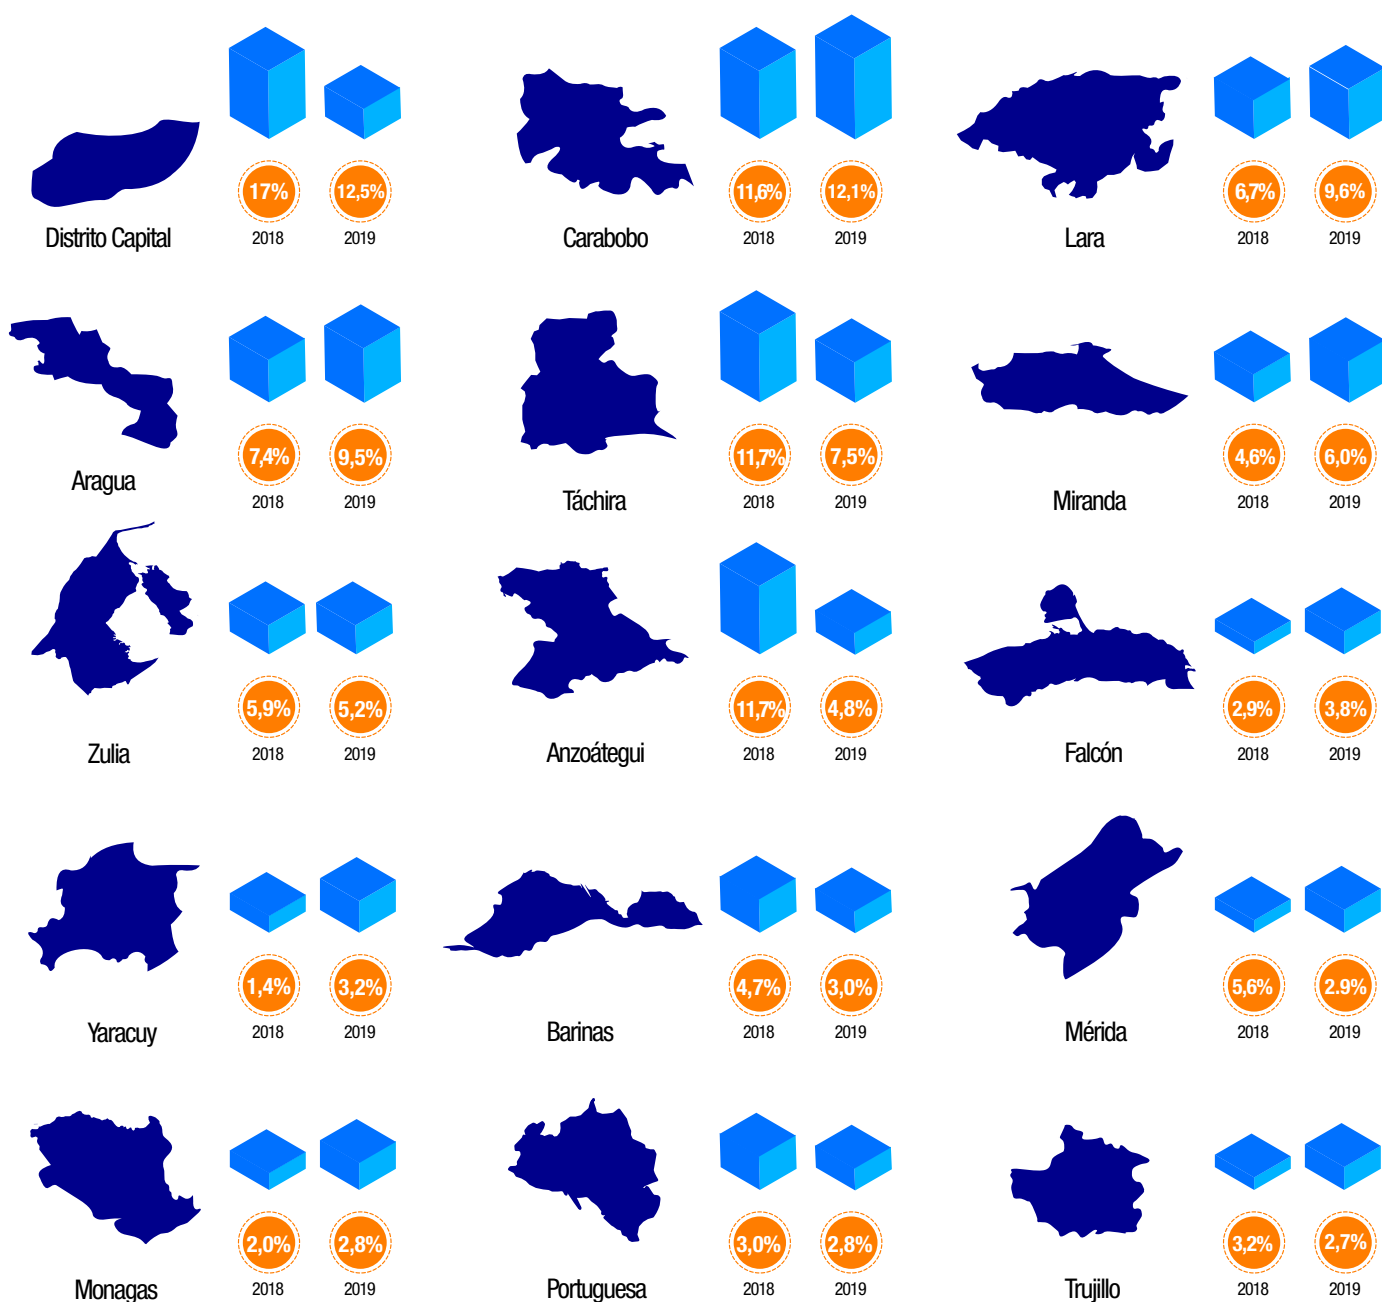 17% 12,5% 11,6% 12,1% 6,7% 9,6%
Distrito Capital 2018 2019 Carabobo 2018 2019 Lara 2018 2019
7,4% 9,5% 11,7% 7,5% 4,6% 6,0%
Aragua 2018 2019 Táchira 2018 2019 Miranda 2018 2019
5,9% 5,2% 11,7% 4,8% 2,9% 3,8%
Zulia 2018 2019 Anzoátegui 2018 2019 Falcón 2018 2019
1,4% 3,2% 4,7% 3,0% 5,6% 2.9%
Yaracuy 2018 2019 Barinas 2018 2019 Mérida 2018 2019
2,0% 2,8% 3,0% 2,8% 3,2% 2,7%
Monagas 2018 2019 Portuguesa 2018 2019 Trujillo 2018 2019